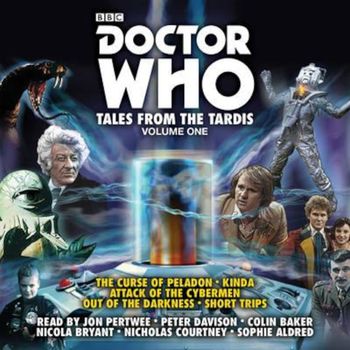 BBC
DOCTOR
WHO
TALES FROM THE TARDIS
VOLUME ONE
THE CURSE OF PELADON • KINDA
ATTACK OF THE CYBERMEN
OUT OF THE DARKNESS • SHORT TRIPS
READ BY JON PERTWEE • PETER DAVISON • COLIN BAKER
NICOLA BRYANT • NICHOLAS COURTNEY • SOPHIE ALDRED